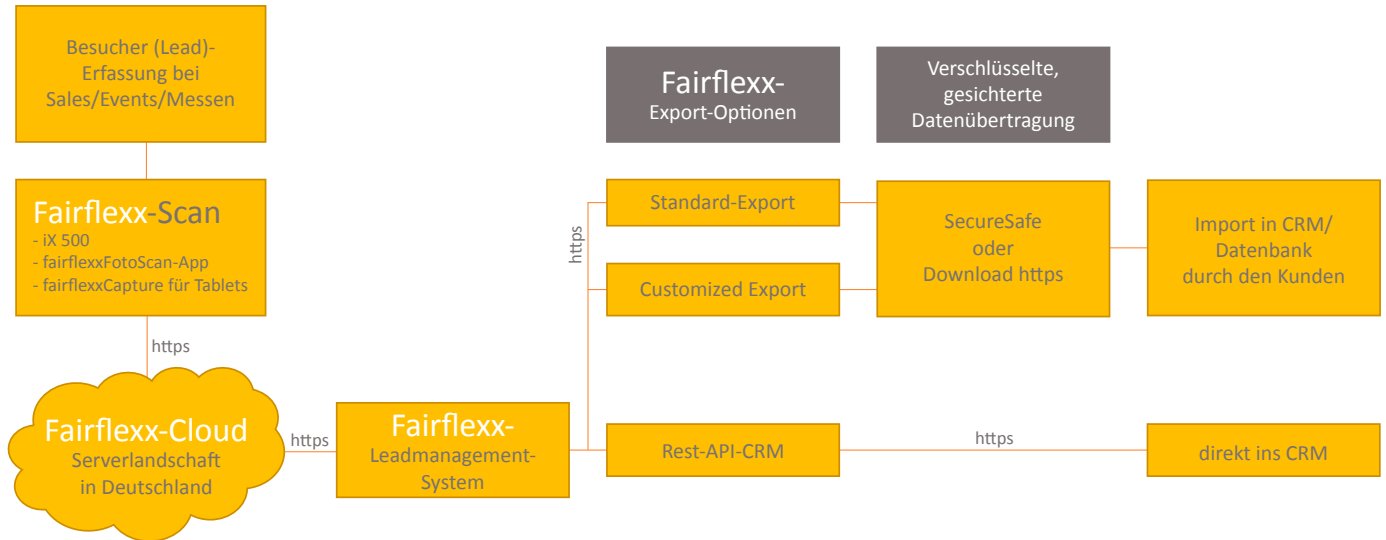 Besucher (Lead)-
Erfassung bei
Sales/Events/Messen
Fairflexx-Scan
- iX 500
- fairflexxFotoScan-App
- fairflexxCapture für Tablets
https
Fairflexx-Cloud
Serverlandschaft
in Deutschland
https
Fairflexx-
Leadmanagement-
System
https
Fairflexx-
Export-Optionen
Standard-Export
Customized Export
Rest-API-CRM
Verschlüsselte,
gesichterte
Datenübertragung
SecureSafe
oder
Download https
https
Import in CRM/
Datenbank
durch den Kunden
direkt ins CRM